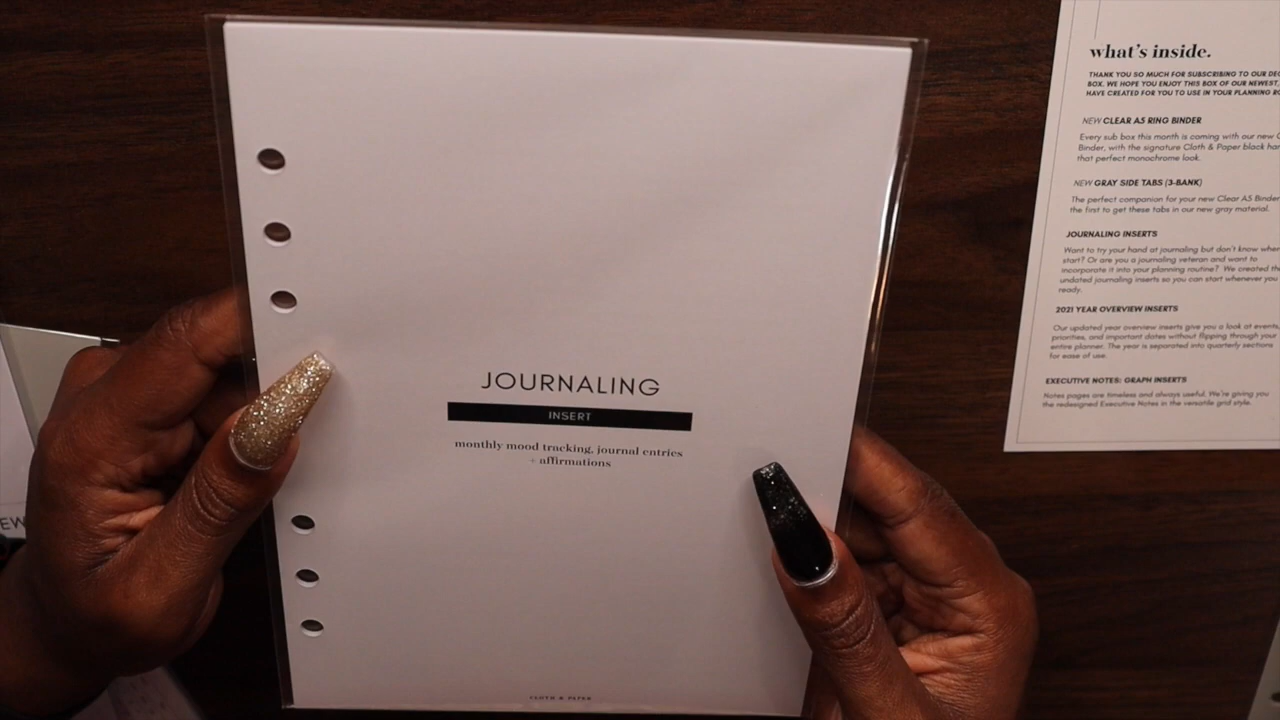 JOURNALING
INSERT
monthly mood tracking, journal entries
+ affirmations
CLOTH & PAPER
what's inside.
THANK YOU SO MUCH FOR SUBSCRIBING TO OUR
BOX. WE HOPE YOU ENJOY THIS BOX OF OUR NEWEST,
HAVE CREATED FOR YOU TO USE IN YOUR PLANNING
NEW CLEAR A5 RING BINDER
Every sub box this month is coming with our new
Binder, with the signature Cloth & Paper black
that perfect monochrome look.
NEW GRAY SIDE TABS (3-BANK)
The perfect companion for your new Clear A5 Binder
the first to get these tabs in our new gray material.
JOURNALING INSERTS
Want to try your hand at journaling but don't know
start? Or are you a journaling veteran and want to
incorporate it into your planning routine? We created
undated journaling inserts so you can start whenever you
ready.
2021 YEAR OVERVIEW INSERTS
Our updated year overview inserts give you a look at events,
priorities, and important dates without flipping through your
entire planner. The year is separated into quarterly sections
for ease of use.
EXECUTIVE NOTES: GRAPH INSERTS
Notes pages are timeless and always useful. We're giving you
the redesigned Executive Notes in the versatile grid style.